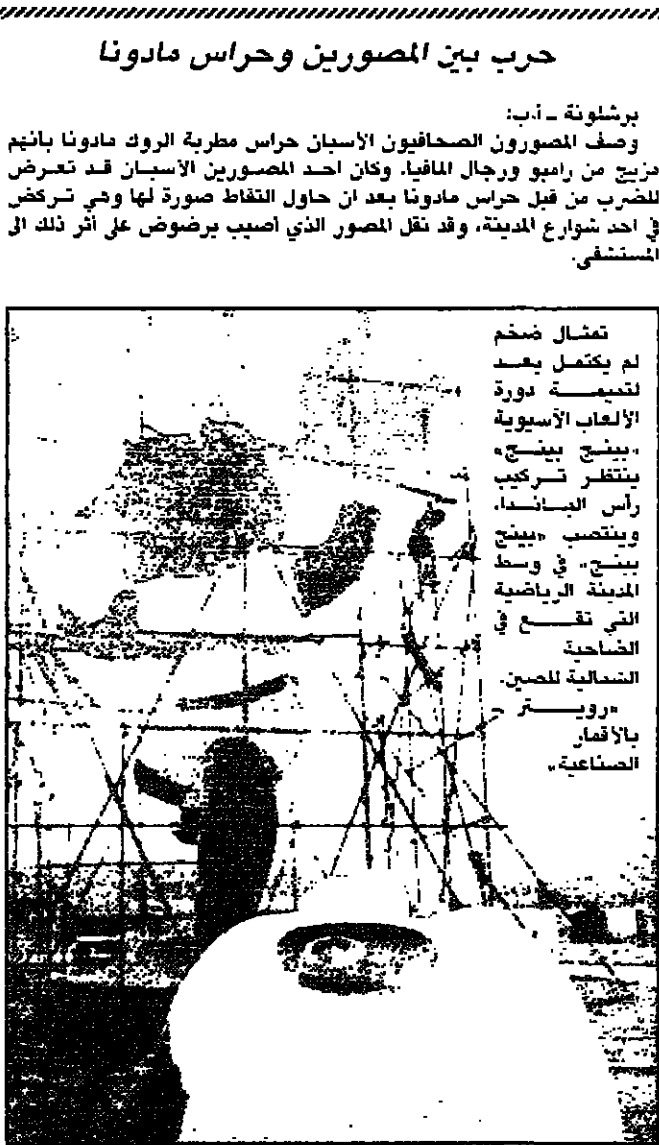 حرب بين المصورين وحراس مادونا
برشلونة ـ أ.ب:
وصف المصورون الصحافيون الأسبان حراس مطربة الروك مادونا بانهم
مزيج من رامبو ورجال المافيا. وكان احد المصورين الأسبان قد تعرض
للضرب من قبل حراس مادونا بعد ان حاول التقاط صورة لها وهي تركض
في احد شوارع المدينة، وقد نقل المصور الذي أصيب برضوض على أثر ذلك الى
المستشفى.
تمثال ضخم
لم يكتمل بعد
لتميمة دورة
الألعاب الآسيوية
«بينج بينج»
ينتظر تركيب
رأس الباندا،
وينتصب «بينج
بينج» في وسط
المدينة الرياضية
التي تقع في
الضاحية
الشمالية للصين.
«رويتر ـ
بالأقمار
الصناعية»